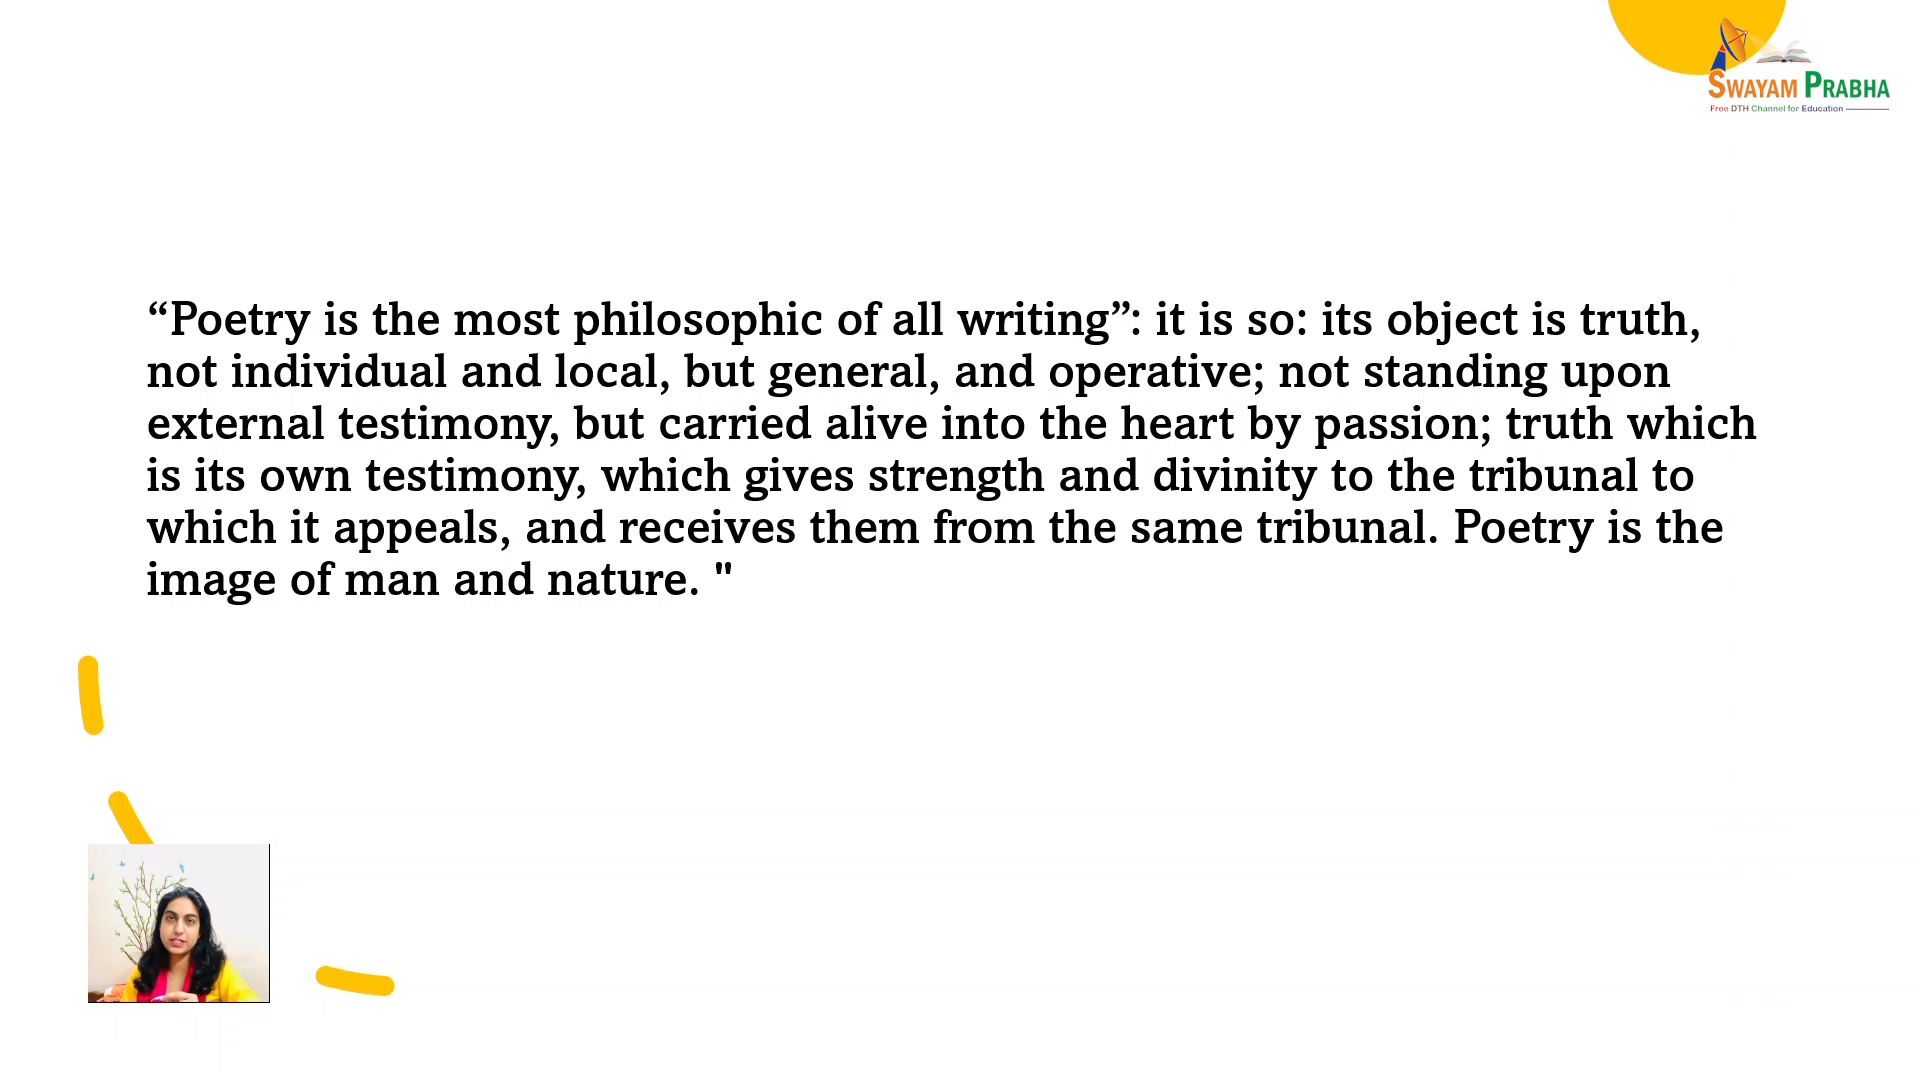 SWAYAM PRABHA
Free DTH Channel for Education
“Poetry is the most philosophic of all writing”: it is so: its object is truth,
not individual and local, but general, and operative; not standing upon
external testimony, but carried alive into the heart by passion; truth which
is its own testimony, which gives strength and divinity to the tribunal to
which it appeals, and receives them from the same tribunal. Poetry is the
image of man and nature. "